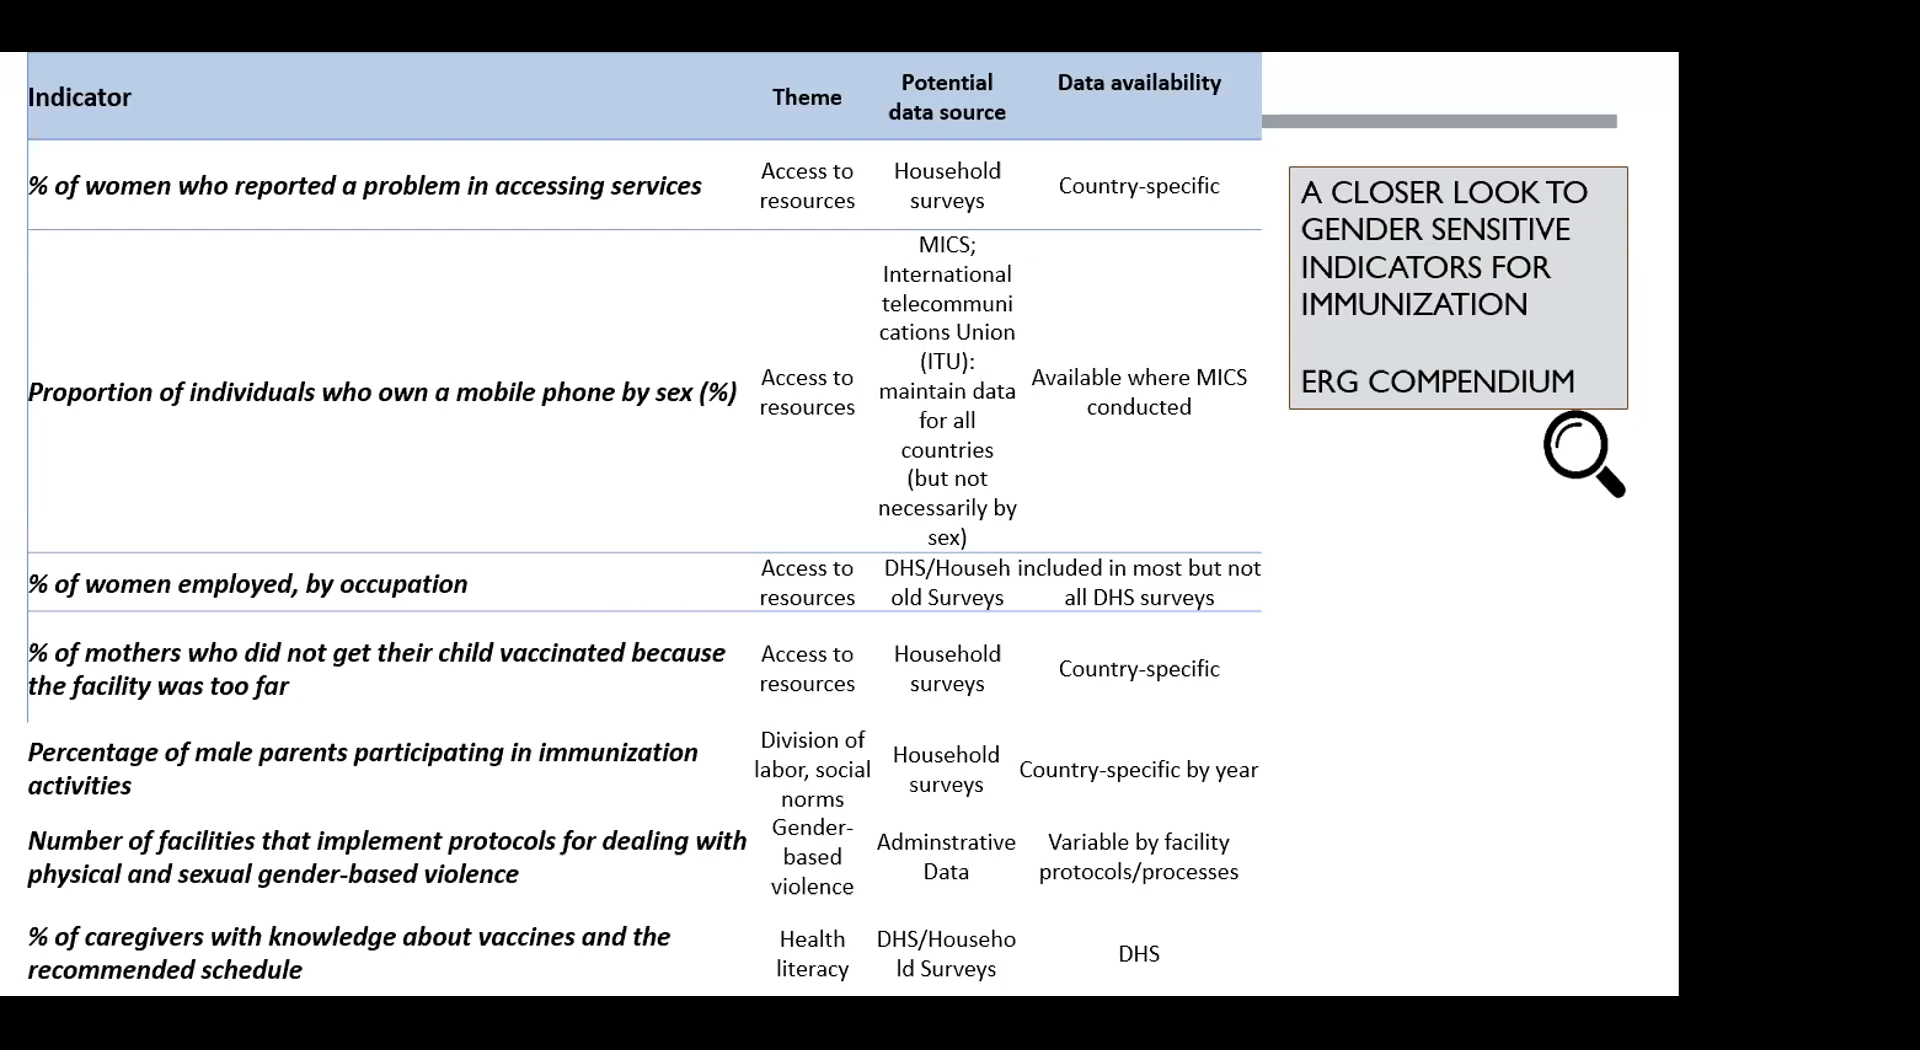 Indicator
Theme
Potential
data source
Data availability
% of women who reported a problem in accessing services
Access to
resources
Household
surveys
Country-specific
Proportion of individuals who own a mobile phone by sex (%)
Access to
resources
MICS;
International
telecommuni
cations Union
(ITU):
maintain data
for all
countries
(but not
necessarily by
sex)
Available where MICS
conducted
% of women employed, by occupation
Access to
resources
DHS/Househ
old Surveys
included in most but not
all DHS surveys
% of mothers who did not get their child vaccinated because
the facility was too far
Access to
resources
Household
surveys
Country-specific
Percentage of male parents participating in immunization
activities
Division of
labor, social
norms
Household
surveys
Country-specific by year
Number of facilities that implement protocols for dealing with
physical and sexual gender-based violence
Gender-
based
violence
Adminstrative
Data
Variable by facility
protocols/processes
% of caregivers with knowledge about vaccines and the
recommended schedule
Health
literacy
DHS/Househo
ld Surveys
DHS
A CLOSER LOOK TO
GENDER SENSITIVE
INDICATORS FOR
IMMUNIZATION
ERG COMPENDIUM